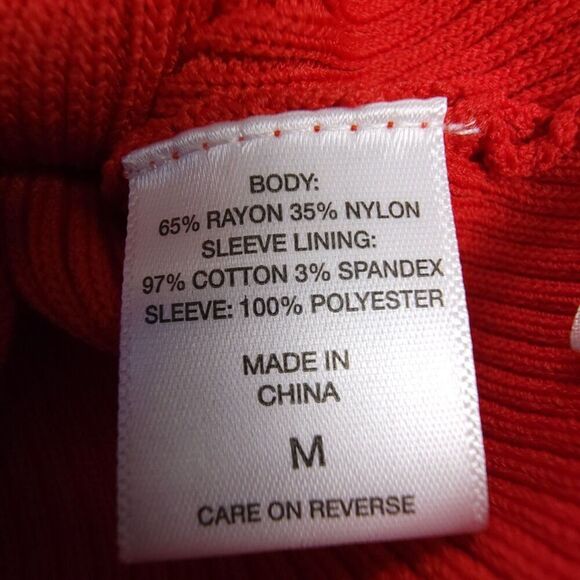 BODY:
65% RAYON 35% NYLON
SLEEVE LINING:
97% COTTON 3% SPANDEX
SLEEVE: 100% POLYESTER
MADE IN
CHINA
M
CARE ON REVERSE